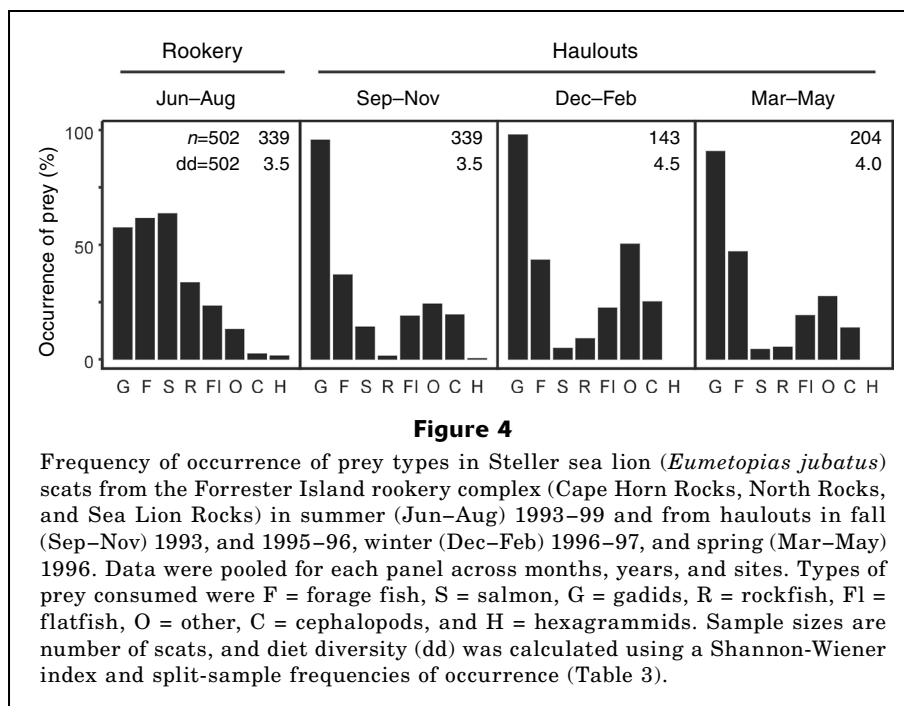 Rookery Haulouts
Jun–Aug Sep–Nov Dec–Feb Mar–May
100 n=502 339 339 143 204
dd=502 3.5 3.5 4.5 4.0
50
0
Occurrence of prey (%)
G F S R Fl O C H G F S R Fl O C H G F S R Fl O C H G F S R Fl O C H
Figure 4
Frequency of occurrence of prey types in Steller sea lion (Eumetopias jubatus)
scats from the Forrester Island rookery complex (Cape Horn Rocks, North Rocks,
and Sea Lion Rocks) in summer (Jun–Aug) 1993–99 and from haulouts in fall
(Sep–Nov) 1993, and 1995–96, winter (Dec–Feb) 1996–97, and spring (Mar–May)
1996. Data were pooled for each panel across months, years, and sites. Types of
prey consumed were F = forage fish, S = salmon, G = gadids, R = rockfish, Fl =
flatfish, O = other, C = cephalopods, and H = hexagrammids. Sample sizes are
number of scats, and diet diversity (dd) was calculated using a Shannon-Wiener
index and split-sample frequencies of occurrence (Table 3).